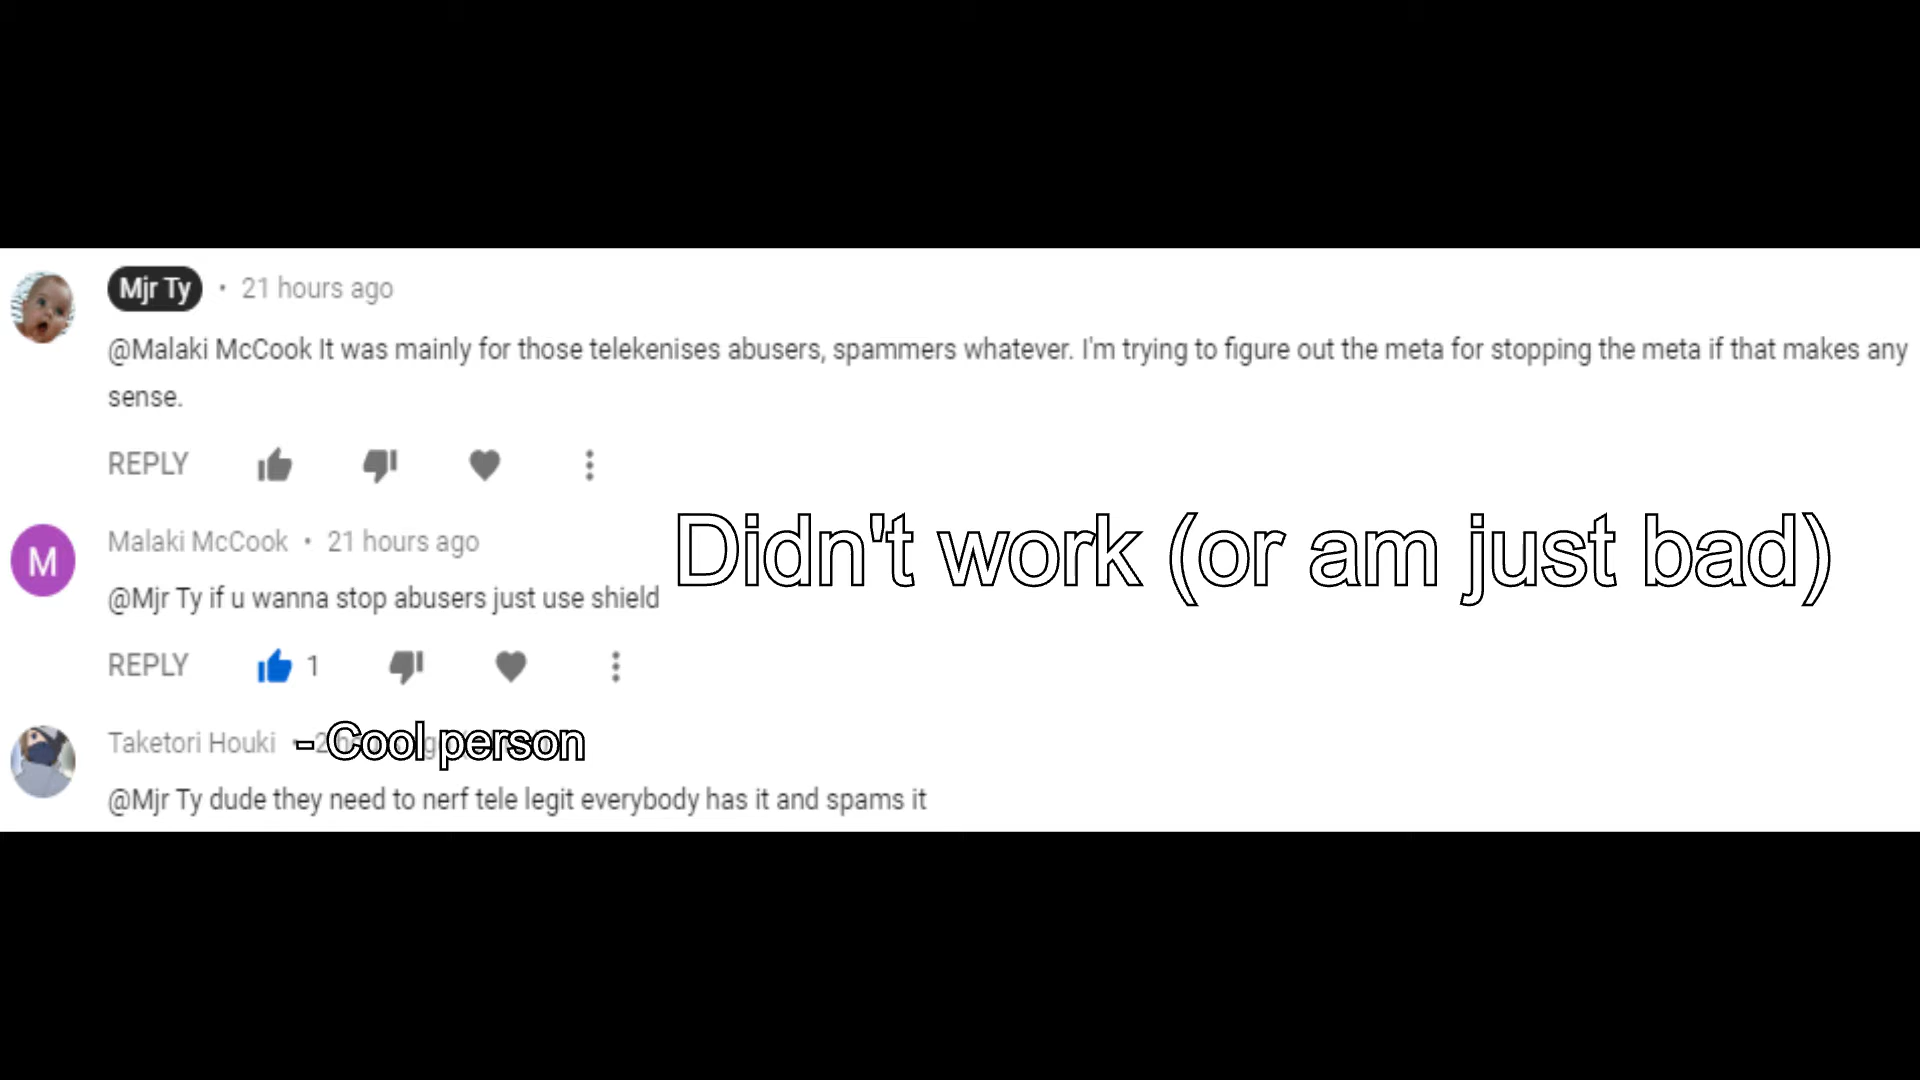 Mjr Ty • 21 hours ago
@Malaki McCook It was mainly for those telekenises abusers, spammers whatever. I'm trying to figure out the meta for stopping the meta if that makes any
sense.
REPLY
Malaki McCook • 21 hours ago
M
Didn't work (or am just bad)
@Mjr Ty if u wanna stop abusers just use shield
REPLY 1
Taketori Houki • - Cool person
@Mjr Ty dude they need to nerf tele legit everybody has it and spams it